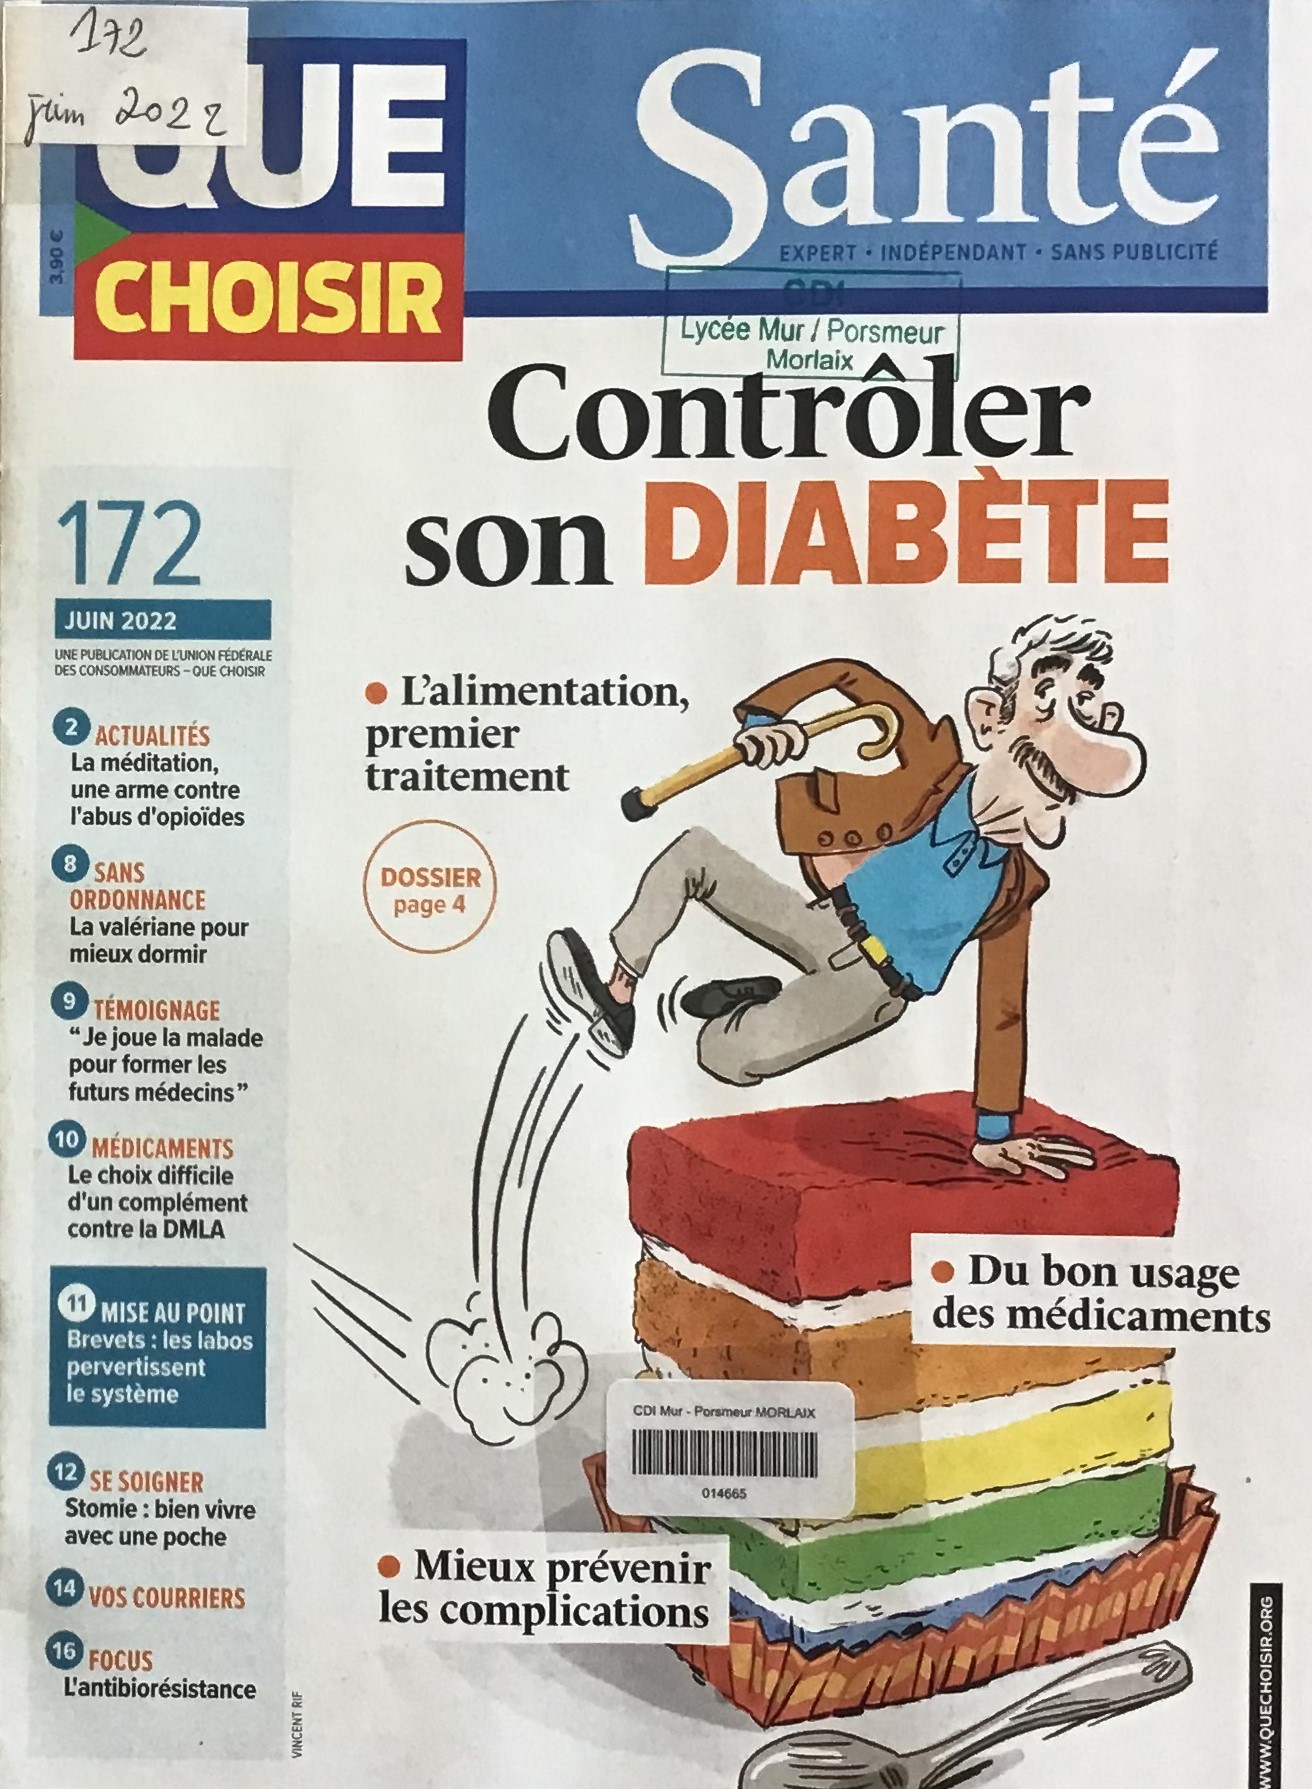 172
juin 2022
QUE
CHOISIR
3,90 €
Santé
EXPERT • INDÉPENDANT • SANS PUBLICITÉ
CDI
Lycée Mur / Porsmeur
Morlaix
Contrôler
son DIABÈTE
172
JUIN 2022
UNE PUBLICATION DE L'UNION FÉDÉRALE
DES CONSOMMATEURS – QUE CHOISIR
2 ACTUALITÉS
La méditation,
une arme contre
l'abus d'opioïdes
8 SANS
ORDONNANCE
La valériane pour
mieux dormir
9 TÉMOIGNAGE
“Je joue la malade
pour former les
futurs médecins”
10 MÉDICAMENTS
Le choix difficile
d'un complément
contre la DMLA
11 MISE AU POINT
Brevets : les labos
pervertissent
le système
12 SE SOIGNER
Stomie : bien vivre
avec une poche
14 VOS COURRIERS
16 FOCUS
L'antibiorésistance
VINCENT RIF
• L'alimentation,
premier
traitement
DOSSIER
page 4
• Du bon usage
des médicaments
CDI Mur - Porsmeur MORLAIX
014665
• Mieux prévenir
les complications
WWW.QUECHOISIR.ORG